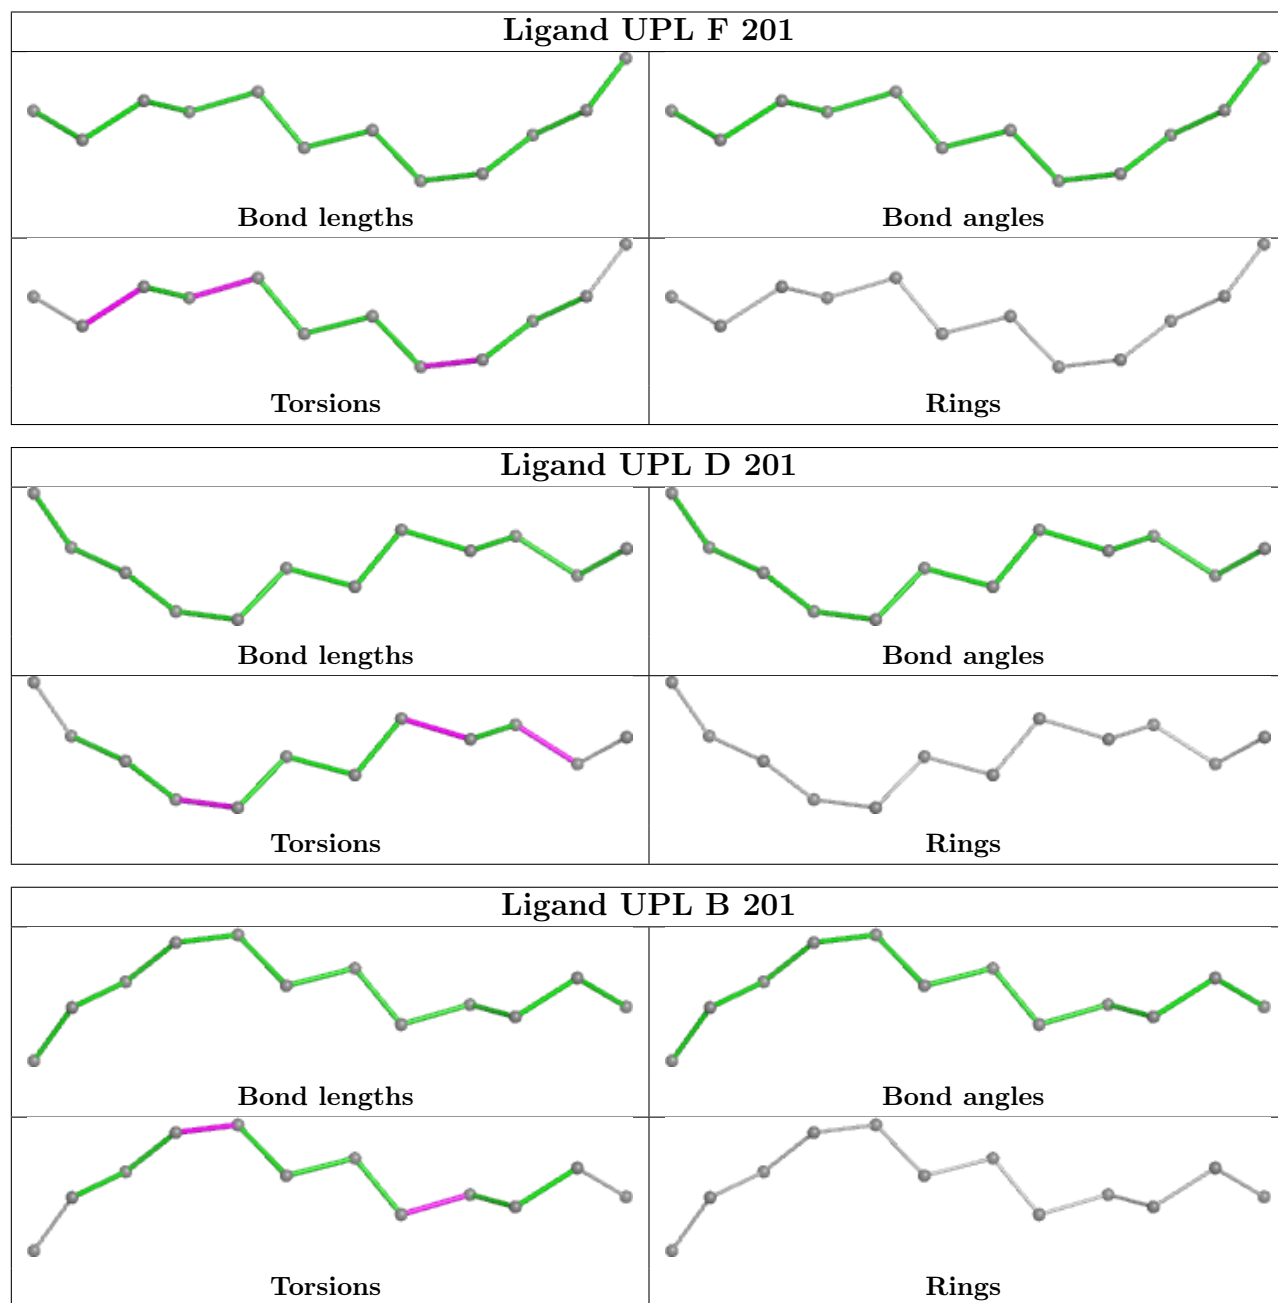 Ligand UPL F 201
Bond lengths Bond angles
Torsions Rings
Ligand UPL D 201
Bond lengths Bond angles
Torsions Rings
Ligand UPL B 201
Bond lengths Bond angles
Torsions Rings